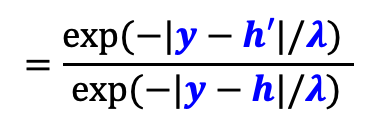 = exp(−|y − h′|/λ)
exp(−|y − h|/λ)